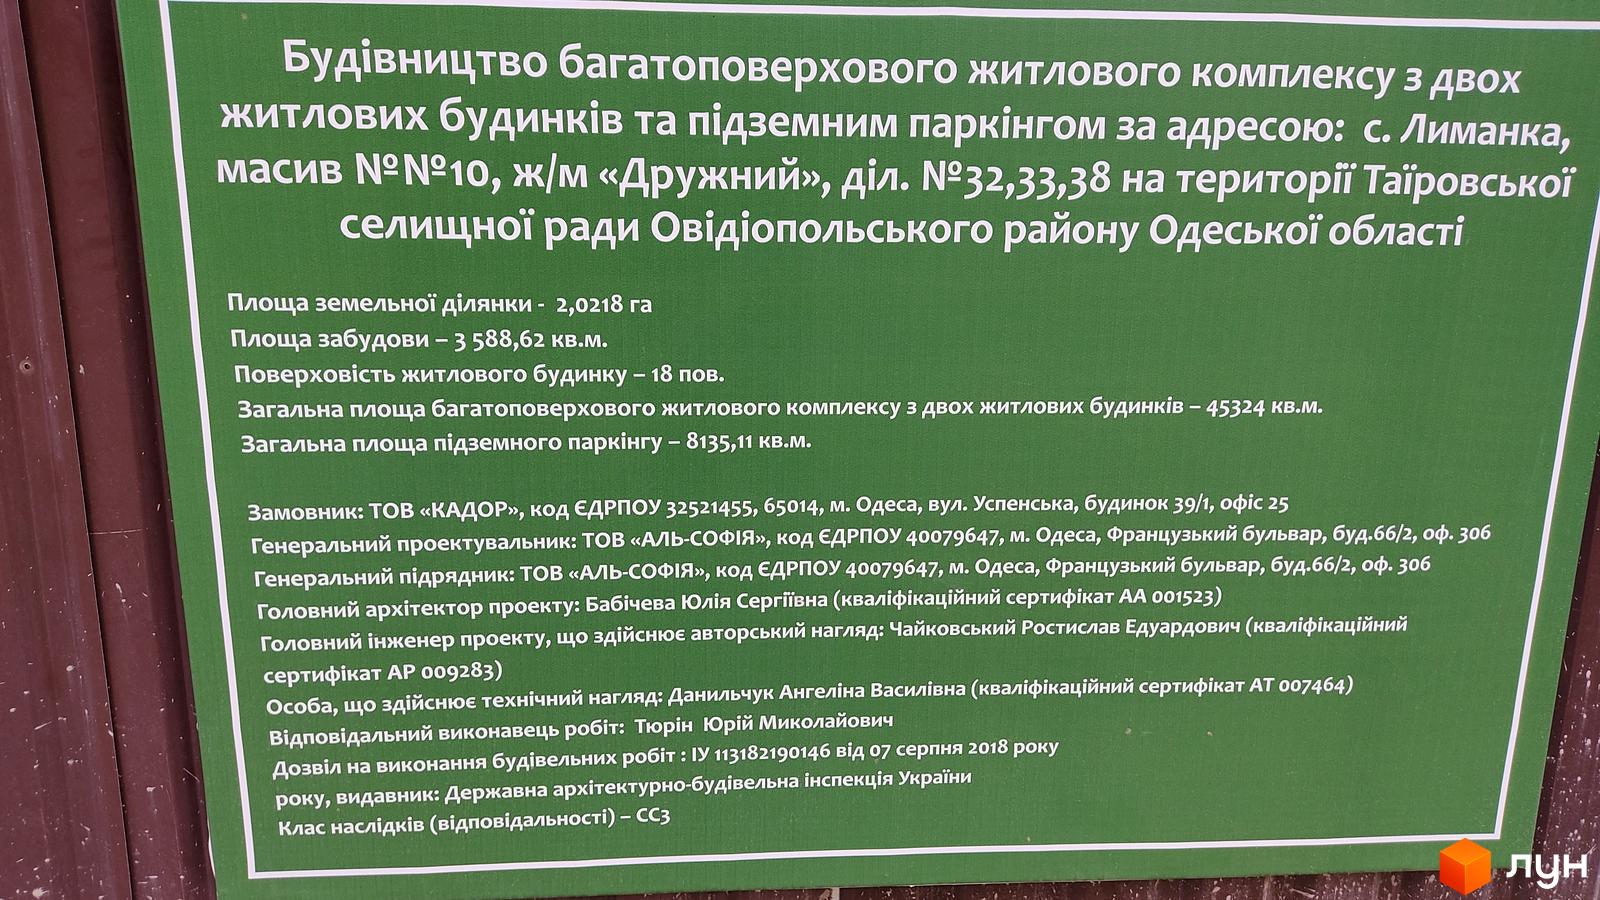 Будівництво багатоповерхового житлового комплексу з двох
житлових будинків та підземним паркінгом за адресою: с. Лиманка,
масив №№10, ж/м «Дружний», діл. №32,33,38 на території Таїровської
селищної ради Овідіопольського району Одеської області
Площа земельної ділянки - 2,0218 га
Площа забудови – 3 588,62 кв.м.
Поверховість житлового будинку – 18 пов.
Загальна площа багатоповерхового житлового комплексу з двох житлових будинків – 45324 кв.м.
Загальна площа підземного паркінгу – 8135,11 кв.м.
Замовник: ТОВ «КАДОР», код ЄДРПОУ 32521455, 65014, м. Одеса, вул. Успенська, будинок 39/1, офіс 25
Генеральний проектувальник: ТОВ «АЛЬ-СОФІЯ», код ЄДРПОУ 40079647, м. Одеса, Французький бульвар, буд.66/2, оф. 306
Генеральний підрядник: ТОВ «АЛЬ-СОФІЯ», код ЄДРПОУ 40079647, м. Одеса, Французький бульвар, буд.66/2, оф. 306
Головний архітектор проекту: Бабічева Юлія Сергіївна (кваліфікаційний сертифікат АА 001523)
Головний інженер проекту, що здійснює авторський нагляд: Чайковський Ростислав Едуардович (кваліфікаційний
сертифікат АР 009283)
Особа, що здійснює технічний нагляд: Данильчук Ангеліна Василівна (кваліфікаційний сертифікат АТ 007464)
Відповідальний виконавець робіт: Тюрін Юрій Миколайович
Дозвіл на виконання будівельних робіт : ІУ 113182190146 від 07 серпня 2018 року
року, видавник: Державна архітектурно-будівельна інспекція України
Клас наслідків (відповідальності) – СС3
лун